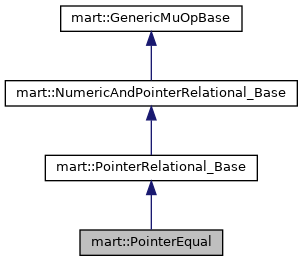 mart::GenericMuOpBase
mart::NumericAndPointerRelational_Base
mart::PointerRelational_Base
mart::PointerEqual